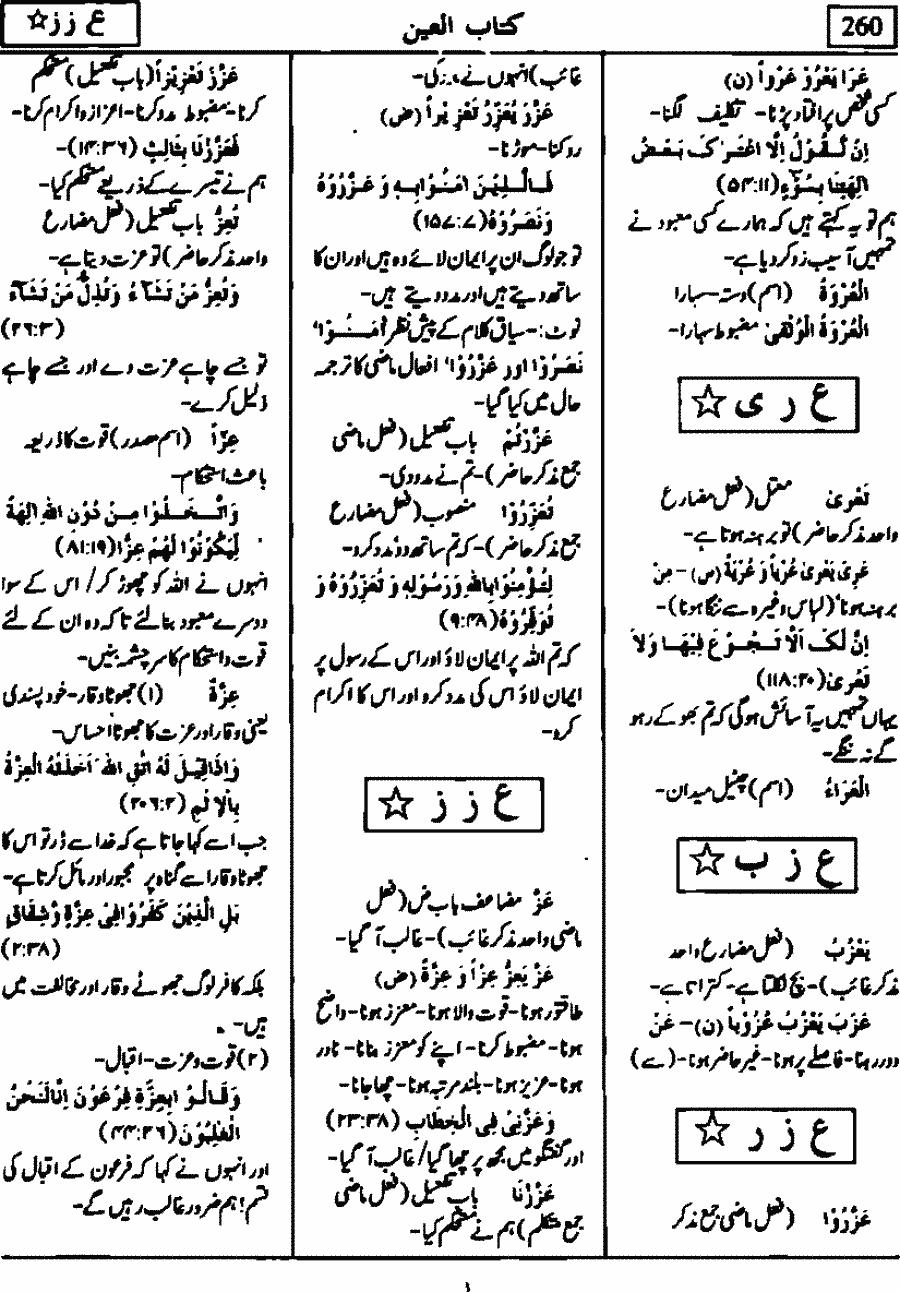 260
کتاب العین
ع ز ز ☆
عَرَا یَعْرُوْ عَرْواً (ن)
کسی شخص پر افتاد پڑنا- تکلیف لگنا-
اِنْ نَّقُوْلُ اِلَّا اعْتَرٰکَ بَعْضُ
اٰلِهَتِنَا بِسُوْٓءٍ (۱۱:۵۴)
ہم تو یہ کہتے ہیں کہ ہمارے کسی معبود نے
تمہیں آسیب زد کر دیا ہے-
الْعُرْوَۃُ (اسم) دستہ-سہارا
الْعُرْوَۃُ الْوُثْقٰیٰ مضبوط سہارا-
ع ر ی ☆
تَعْرٰیٰ معتل (فعل مضارع
واحد مذکر حاضر) تو برہنہ ہوتا ہے-
عَرِیَ یَعْرٰی عُرْیاً وَ عُرْیَۃً (س) - مِنْ
برہنہ ہونا (لباس وغیرہ سے ننگا ہونا)-
اِنَّ لَکَ اَلَّا تَجُوْعَ فِیْهَا وَلَا
تَعْرٰیٰ (۲۰:۱۱۸)
یہاں تمہیں یہ آسائش ہوگی کہ تم بھوکے رہو
گے نہ ننگے-
الْعَرَاءُ (اسم) چٹیل میدان-
ع ز ب ☆
یَعْزُبُ (فعل مضارع واحد
مذکر غائب)- بچ نکلتا ہے- کتراتا ہے-
عَزَبَ یَعْزُبُ عُزُوْباً (ن) - عَنْ
دور رہنا- فاصلے پر ہونا- غیر حاضر ہونا- (سے)
ع ز ر ☆
عَزَّرُوْا (فعل ماضی جمع مذکر
غائب) انہوں نے مدد کی-
عَزَّرَ یُعَزِّرُ تَعْزِیْراً (ض)
روکنا-موڑنا-
فَالَّذِیْنَ اٰمَنُوْا بِهٖ وَ عَزَّرُوْهُ
وَنَصَرُوْهُ (۷:۱۵۷)
تو جو لوگ ان پر ایمان لائے وہ ہیں اور ان کا
ساتھ دیتے ہیں اور مدد دیتے ہیں-
نوٹ:- سیاق کلام کے پیش نظر اٰمَنُوْا'
نَصَرُوْا اور عَزَّرُوْا' افعال ماضی کا ترجمہ
حال میں کیا گیا-
عَزَّرْتُمْ باب تفعیل (فعل ماضی
جمع مذکر حاضر)- تم نے مدد دی-
تُعَزِّرُوْا منصوب (فعل مضارع
جمع مذکر حاضر)- کہ تم ساتھ دو مدد کرو-
لِتُؤْمِنُوْا بِاللهِ وَرَسُوْلِهٖ وَ تُعَزِّرُوْهُ وَ
تُوَقِّرُوْهُ (۴۸:۹)
کہ تم اللہ پر ایمان لاؤ اور اس کے رسول پر
ایمان لاؤ اس کی مدد کرو اور اس کا اکرام
کرو-
ع ز ز ☆
عَزَّ مضاعف باب ض (فعل
ماضی واحد مذکر غائب)- غالب آ گیا-
عَزَّ یَعِزُّ عِزًّا وَ عِزَّۃً (ض)
طاقتور ہونا- قوت والا ہونا- معزز ہونا- واضح
ہونا- مضبوط کرنا- اپنے کو معزز بنانا- نادر
ہونا- عزیز ہونا- بلند مرتبہ ہونا- چھا جانا-
وَعَزَّنِیْ فِی الْخِطَابِ (۳۸:۲۳)
اور گفتگو میں مجھ پر چھا گیا/ غالب آ گیا-
عَزَّزْنَا باب تفعیل (فعل ماضی
جمع متکلم) ہم نے مستحکم کیا-
عَزَّزَ تَعْزِیْزاً (باب تفعیل) مستحکم
کرنا- مضبوط مدد کرنا- اعزاز و اکرام کرنا-
فَعَزَّزْنَا بِثَالِثٍ (۳۶:۱۴)-
ہم نے تیسرے کے ذریعے مستحکم کیا-
تُعِزُّ باب تفعیل (فعل مضارع
واحد مذکر حاضر) تو عزت دیتا ہے-
وَتُعِزُّ مَنْ تَشَآءُ وَتُذِلُّ مَنْ تَشَآءُ
(۳:۲۶)
تو جسے چاہے عزت دے اور جسے چاہے
ذلیل کرے-
عِزًّا (اسم مصدر) قوت کا ذریعہ
باعث استحکام-
وَاتَّخَذُوْا مِنْ دُوْنِ اللهِ اٰلِهَۃً
لِّیَکُوْنُوْا لَهُمْ عِزًّا (۱۹:۸۱)
انہوں نے اللہ کو چھوڑ کر/ اس کے سوا
دوسرے معبود بنا لئے تاکہ وہ ان کے لئے
قوت و استحکام کا سرچشمہ بنیں-
عِزَّۃٌ (۱) جھوٹا وقار- خود پسندی
یعنی وقار اور عزت کا جھوٹا احساس-
وَاِذَا قِیْلَ لَهُ اتَّقِ اللهَ اَخَذَتْهُ الْعِزَّۃُ
بِالْاِثْمِ (۲:۲۰۶)
جب اسے کہا جاتا ہے کہ خدا سے ڈر تو اس کا
جھوٹا وقار اسے گناہ پر مجبور اور مائل کرتا ہے-
بَلِ الَّذِیْنَ کَفَرُوْا فِیْ عِزَّۃٍ وَّشِقَاقٍ
(۳۸:۲)
بلکہ کافر لوگ جھوٹے وقار اور مخالفت میں
ہیں-
(۲) قوت و عزت- اقبال-
وَقَالُوْا بِعِزَّۃِ فِرْعَوْنَ اِنَّا لَنَحْنُ
الْغٰلِبُوْنَ (۲۶:۴۴)
اور انہوں نے کہا کہ فرعون کے اقبال کی
قسم! ہم ضرور غالب رہیں گے-
۱